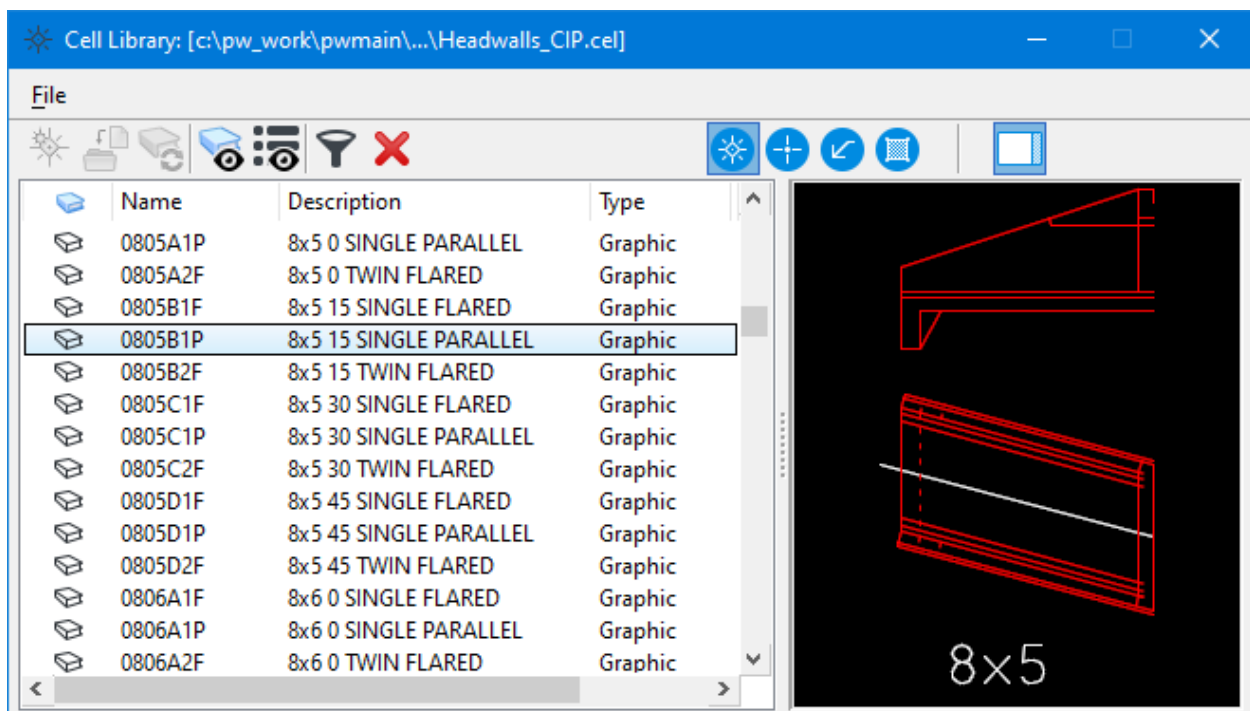 Cell Library: [c:\pw_work\pwmain\...\Headwalls_CIP.cel]
File
Name Description Type
0805A1P 8x5 0 SINGLE PARALLEL Graphic
0805A2F 8x5 0 TWIN FLARED Graphic
0805B1F 8x5 15 SINGLE FLARED Graphic
0805B1P 8x5 15 SINGLE PARALLEL Graphic
0805B2F 8x5 15 TWIN FLARED Graphic
0805C1F 8x5 30 SINGLE FLARED Graphic
0805C1P 8x5 30 SINGLE PARALLEL Graphic
0805C2F 8x5 30 TWIN FLARED Graphic
0805D1F 8x5 45 SINGLE FLARED Graphic
0805D1P 8x5 45 SINGLE PARALLEL Graphic
0805D2F 8x5 45 TWIN FLARED Graphic
0806A1F 8x6 0 SINGLE FLARED Graphic
0806A1P 8x6 0 SINGLE PARALLEL Graphic
0806A2F 8x6 0 TWIN FLARED Graphic
8x5